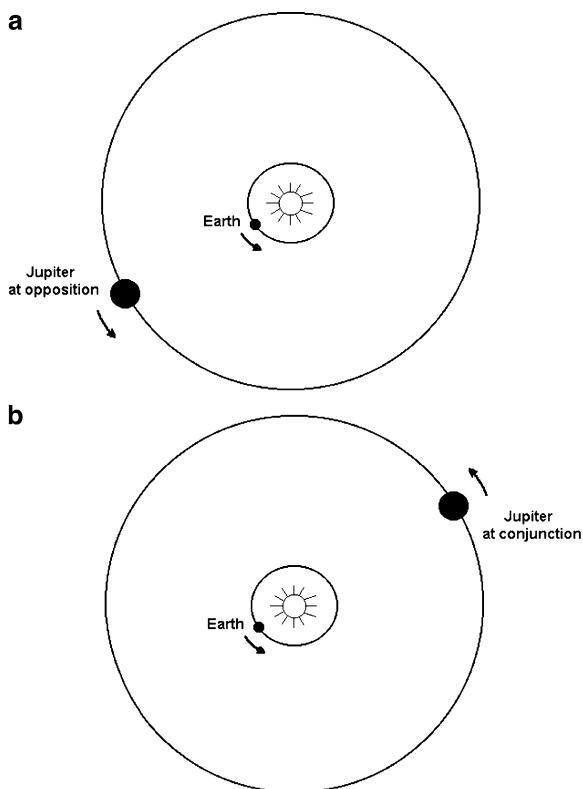 a
Earth
Jupiter
at opposition
b
Jupiter
at conjunction
Earth